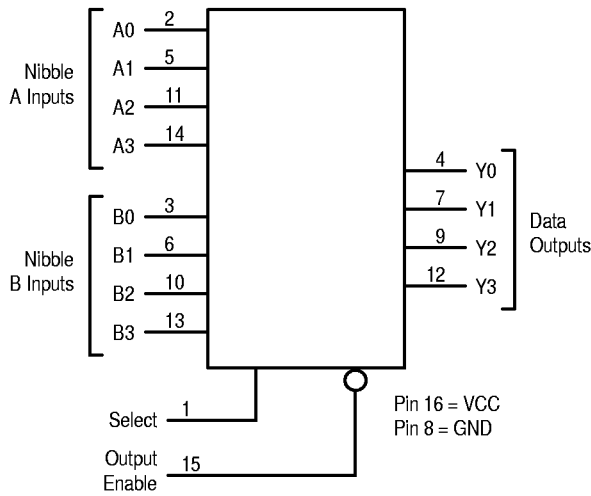 Nibble
A Inputs
A0 2
A1 5
A2 11
A3 14
Nibble
B Inputs
B0 3
B1 6
B2 10
B3 13
4 Y0
7 Y1
9 Y2
12 Y3
Data
Outputs
Select 1
Output
Enable 15
Pin 16 = VCC
Pin 8 = GND